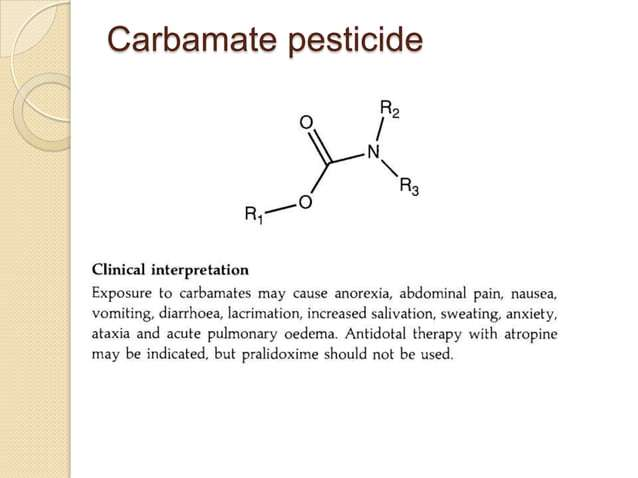 Carbamate pesticide
O
R2
N
R3
O
R1
Clinical interpretation
Exposure to carbamates may cause anorexia, abdominal pain, nausea,
vomiting, diarrhoea, lacrimation, increased salivation, sweating, anxiety,
ataxia and acute pulmonary oedema. Antidotal therapy with atropine
may be indicated, but pralidoxime should not be used.